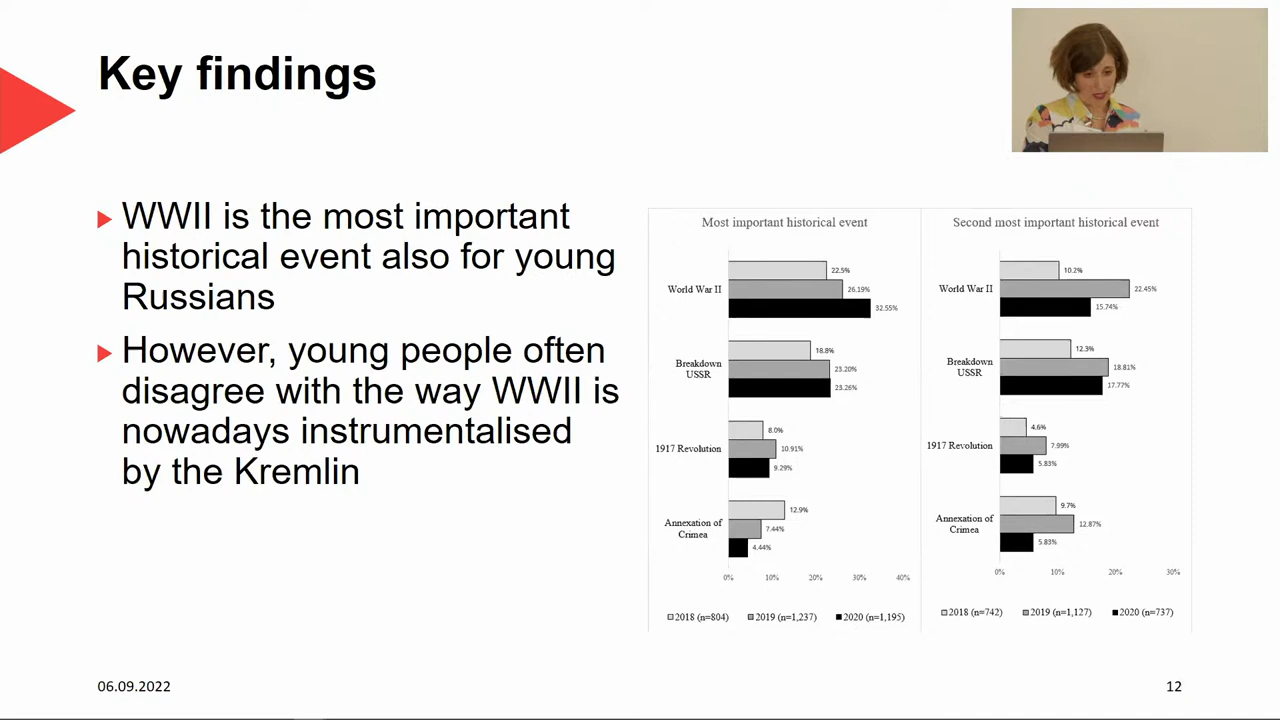 Key findings
WWII is the most important
historical event also for young
Russians
However, young people often
disagree with the way WWII is
nowadays instrumentalised
by the Kremlin
Most important historical event
World War II
22.5%
26.19%
32.55%
Breakdown
USSR
18.8%
23.20%
23.26%
1917 Revolution
8.0%
10.91%
9.29%
Annexation of
Crimea
12.9%
7.44%
4.44%
0% 10% 20% 30% 40%
2018 (n=804) 2019 (n=1,237) 2020 (n=1,195)
Second most important historical event
World War II
10.2%
22.45%
15.74%
Breakdown
USSR
12.3%
18.81%
17.77%
1917 Revolution
4.6%
7.99%
5.83%
Annexation of
Crimea
9.7%
12.87%
5.83%
0% 10% 20% 30%
2018 (n=742) 2019 (n=1,127) 2020 (n=737)
06.09.2022
12